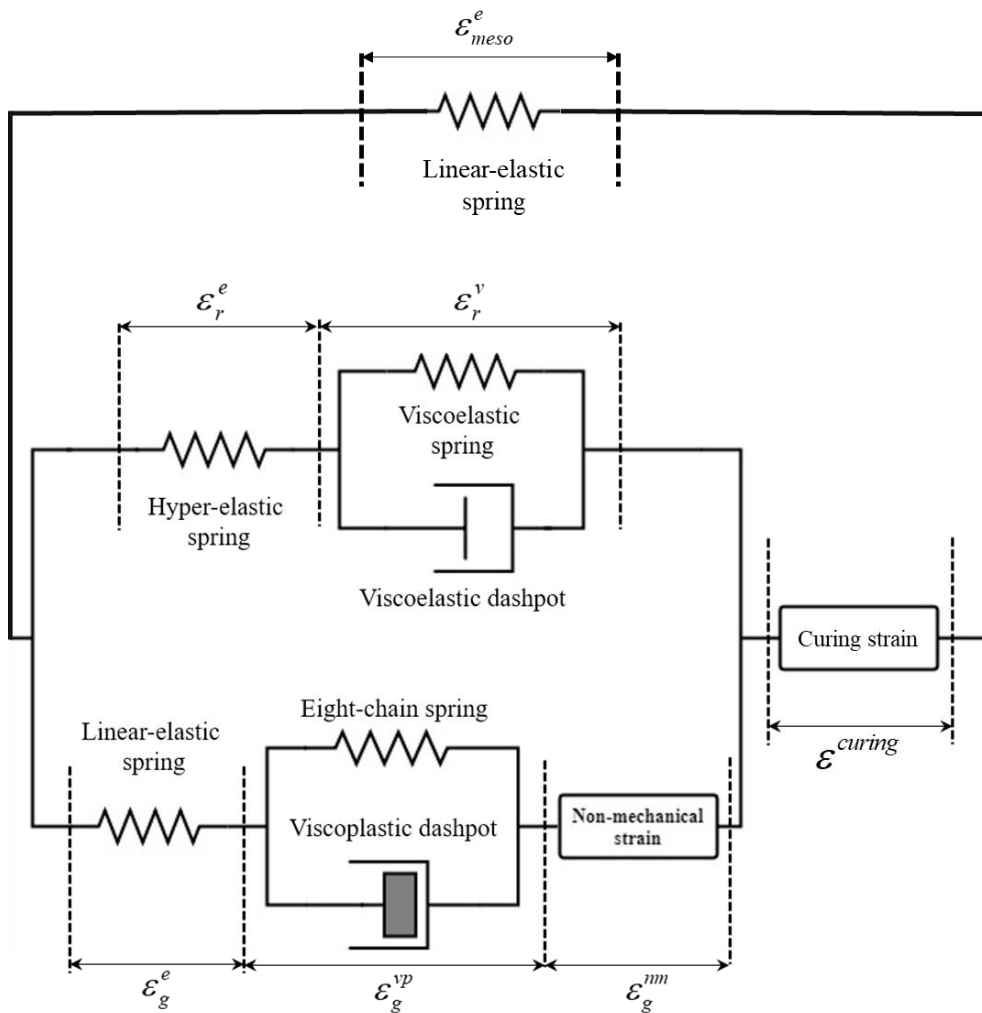 ε^e_meso
Linear-elastic
spring
ε^e_r
ε^v_r
Viscoelastic
spring
Hyper-elastic
spring
Viscoelastic dashpot
Curing strain
ε^curing
Eight-chain spring
Linear-elastic
spring
Viscoplastic dashpot
Non-mechanical
strain
ε^e_g
ε^vp_g
ε^nm_g